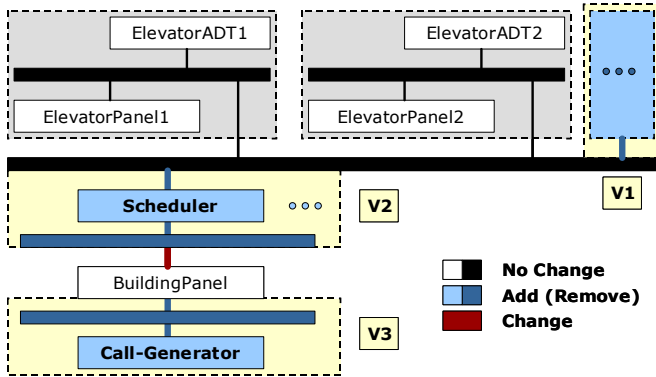 ElevatorADT1
ElevatorADT2
ElevatorPanel1
ElevatorPanel2
V1
Scheduler
V2
BuildingPanel
No Change
Add (Remove)
Change
V3
Call-Generator